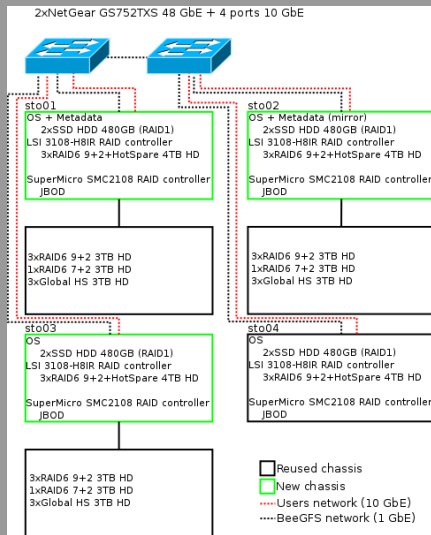 2xNetGear GS752TXS 48 GbE + 4 ports 10 GbE
sto01
OS + Metadata
2xSSD HDD 480GB (RAID1)
LSI 3108-H8IR RAID controller
3xRAID6 9+2+HotSpare 4TB HD
SuperMicro SMC2108 RAID controller
JBOD
3xRAID6 9+2 3TB HD
1xRAID6 7+2 3TB HD
3xGlobal HS 3TB HD
sto02
OS + Metadata (mirror)
2xSSD HDD 480GB (RAID1)
LSI 3108-H8IR RAID controller
3xRAID6 9+2+HotSpare 4TB HD
SuperMicro SMC2108 RAID controller
JBOD
3xRAID6 9+2 3TB HD
1xRAID6 7+2 3TB HD
3xGlobal HS 3TB HD
sto03
OS
2xSSD HDD 480GB (RAID1)
LSI 3108-H8IR RAID controller
3xRAID6 9+2+HotSpare 4TB HD
SuperMicro SMC2108 RAID controller
JBOD
3xRAID6 9+2 3TB HD
1xRAID6 7+2 3TB HD
3xGlobal HS 3TB HD
sto04
OS
2xSSD HDD 480GB (RAID1)
LSI 3108-H8IR RAID controller
3xRAID6 9+2+HotSpare 4TB HD
SuperMicro SMC2108 RAID controller
JBOD
Reused chassis
New chassis
Users network (10 GbE)
BeeGFS network (1 GbE)